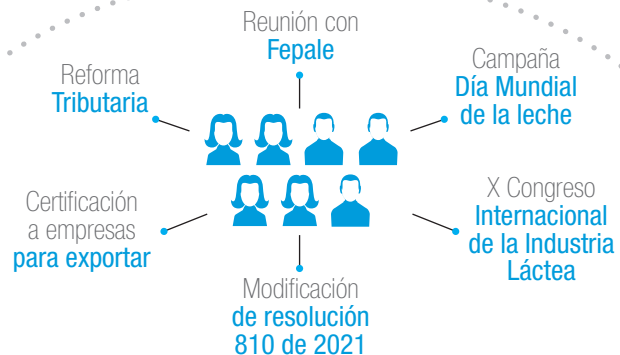 Reunión con
Fepale
Reforma
Tributaria
Campaña
Día Mundial
de la leche
Certificación
a empresas
para exportar
X Congreso
Internacional
de la Industria
Láctea
Modificación
de resolución
810 de 2021